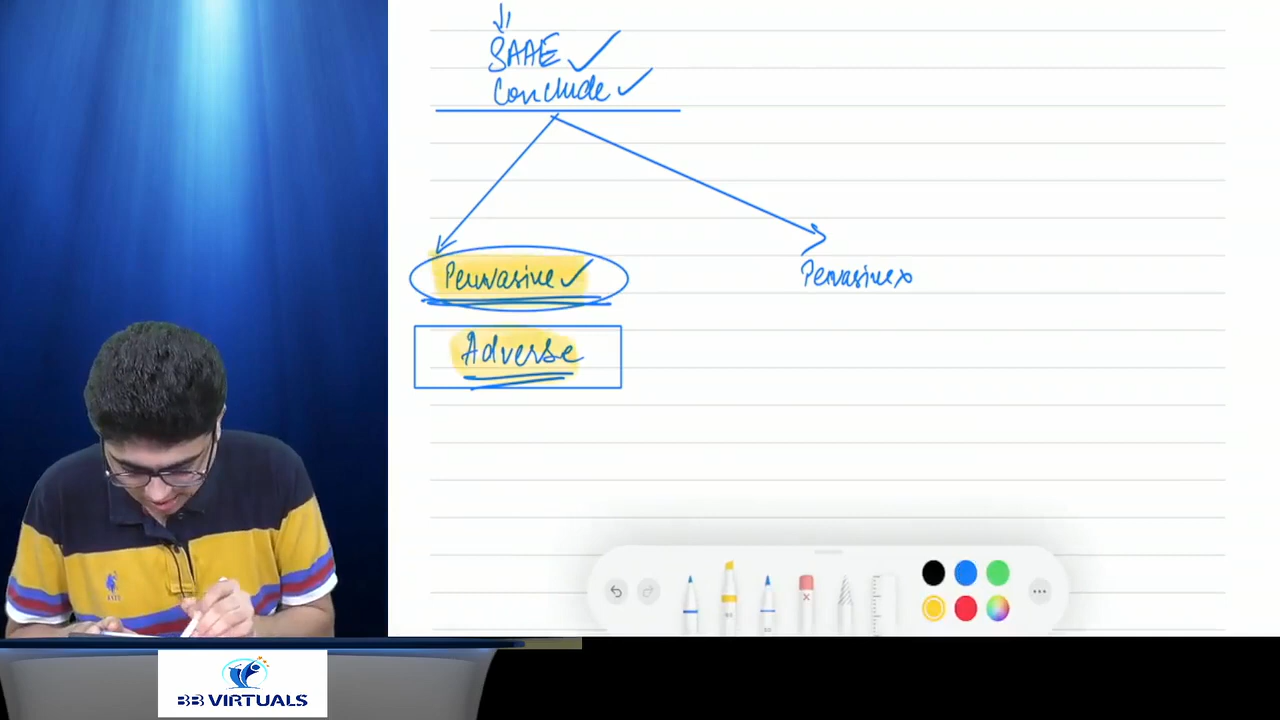 SAAE ✓
Conclude ✓
Pervasive ✓
Pervasive x
Adverse
BB VIRTUALS